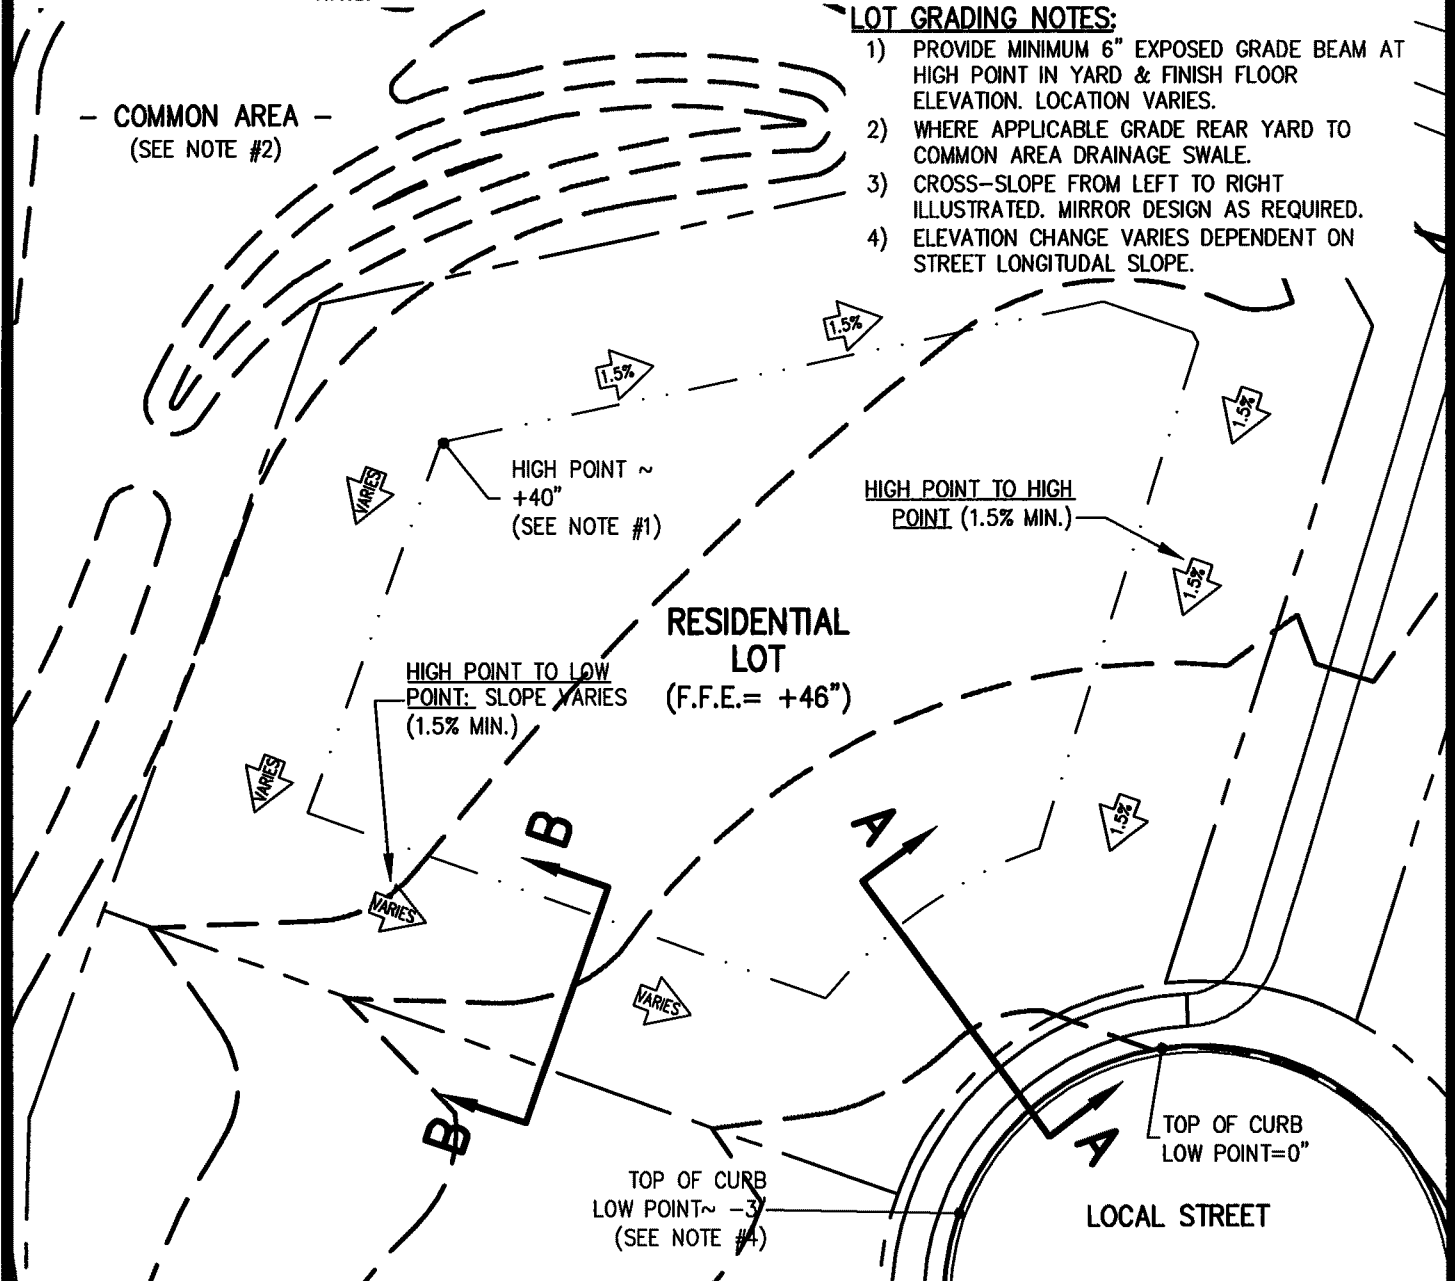 LOT GRADING NOTES:
1) PROVIDE MINIMUM 6" EXPOSED GRADE BEAM AT
HIGH POINT IN YARD & FINISH FLOOR
ELEVATION. LOCATION VARIES.
2) WHERE APPLICABLE GRADE REAR YARD TO
COMMON AREA DRAINAGE SWALE.
3) CROSS-SLOPE FROM LEFT TO RIGHT
ILLUSTRATED. MIRROR DESIGN AS REQUIRED.
4) ELEVATION CHANGE VARIES DEPENDENT ON
STREET LONGITUDAL SLOPE.
- COMMON AREA -
(SEE NOTE #2)
1.5%
1.5%
1.5%
VARIES
HIGH POINT ~
+40"
(SEE NOTE #1)
HIGH POINT TO HIGH
POINT (1.5% MIN.)
1.5%
RESIDENTIAL
LOT
(F.F.E.= +46")
HIGH POINT TO LOW
POINT: SLOPE VARIES
(1.5% MIN.)
VARIES
B
A
1.5%
VARIES
VARIES
B
A
TOP OF CURB
LOW POINT=0"
TOP OF CURB
LOW POINT~ -3
(SEE NOTE #4)
LOCAL STREET